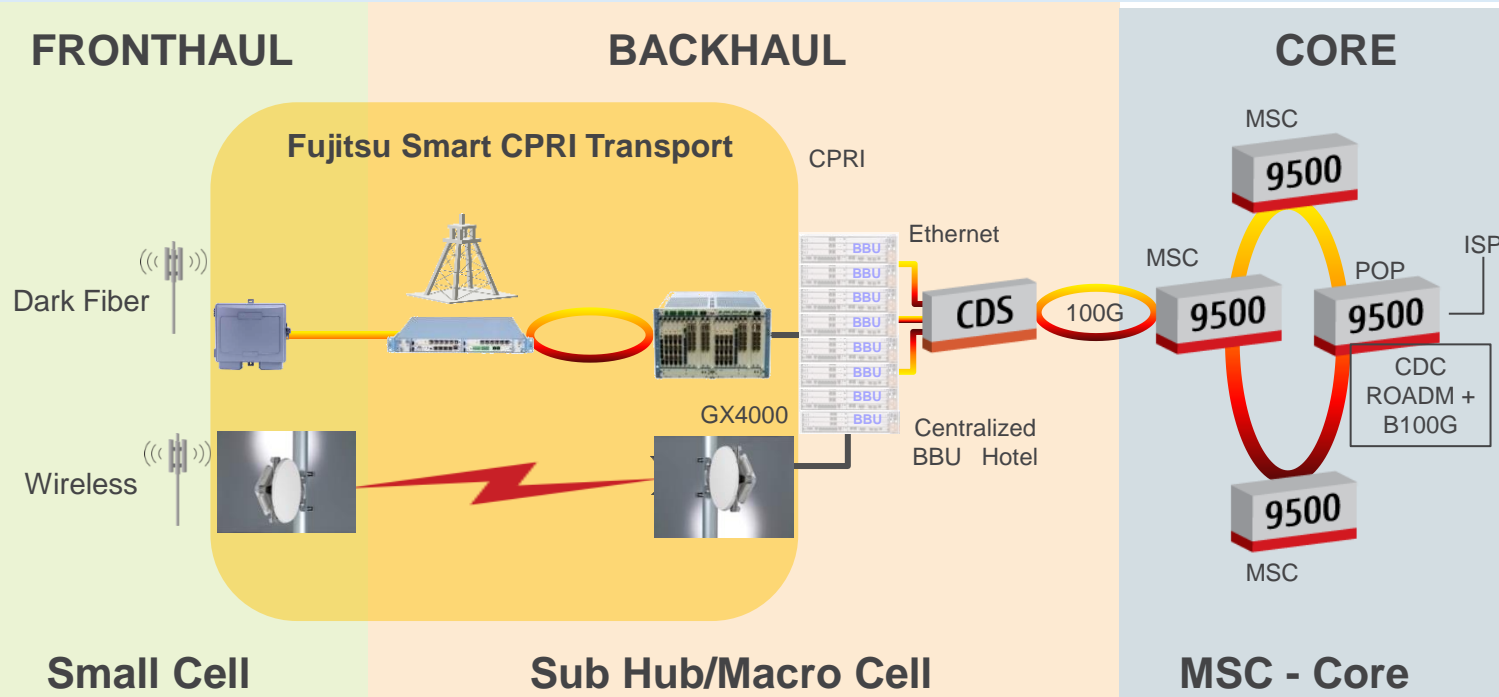 FRONTHAUL
BACKHAUL
CORE
Fujitsu Smart CPRI Transport
CPRI
Dark Fiber
Wireless
GX4000
BBU
BBU
BBU
BBU
BBU
BBU
BBU
BBU
Ethernet
Centralized
BBU Hotel
CDS
100G
MSC
9500
MSC
9500
POP
9500
ISP
CDC
ROADM +
B100G
9500
MSC
Small Cell
Sub Hub/Macro Cell
MSC - Core